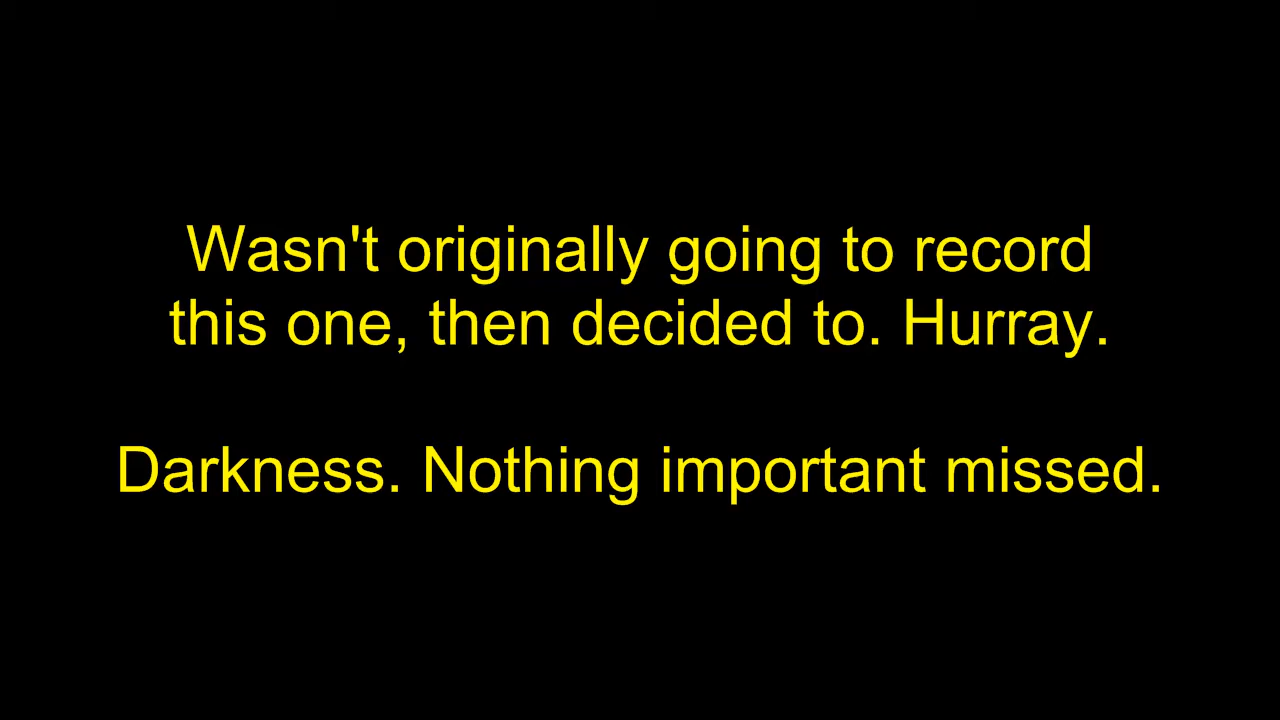 Wasn't originally going to record
this one, then decided to. Hurray.
Darkness. Nothing important missed.